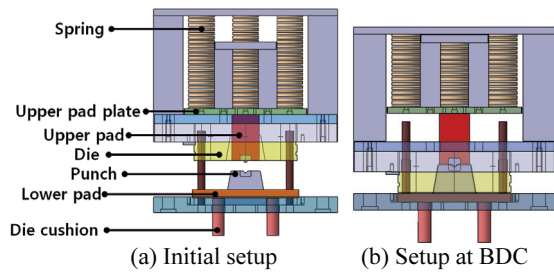 Spring
Upper pad plate
Upper pad
Die
Punch
Lower pad
Die cushion
(a) Initial setup
(b) Setup at BDC